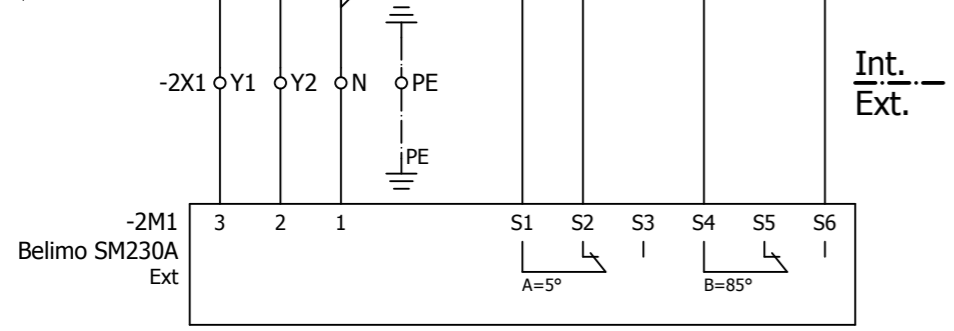 -2X1 Y1 Y2 N PE
Int.
Ext.
PE
-2M1 3 2 1 S1 S2 S3 S4 S5 S6
Belimo SM230A
Ext
A=5° B=85°